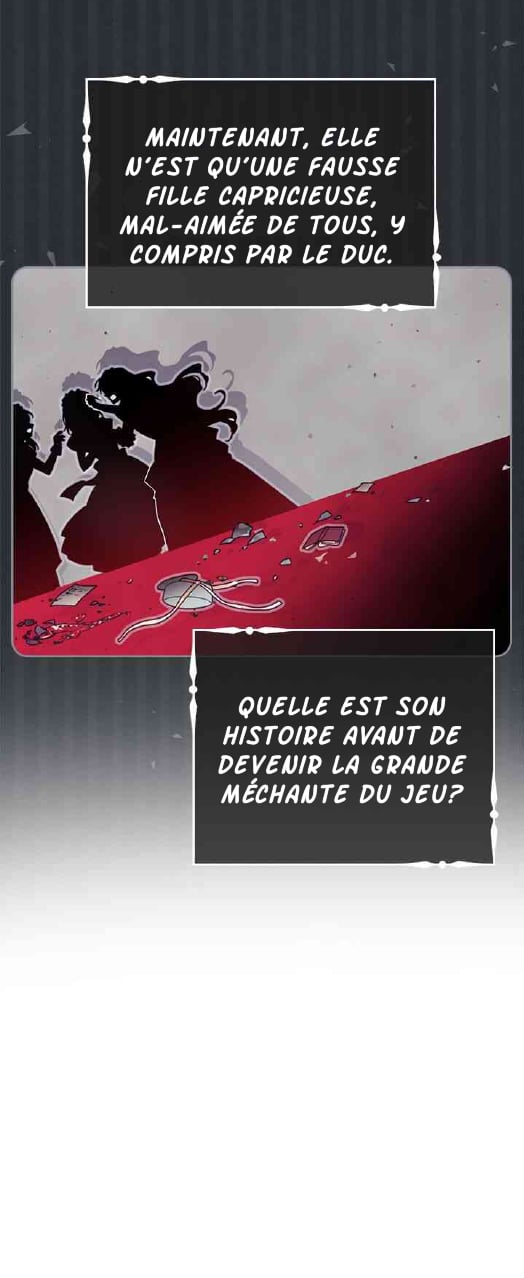 MAINTENANT, ELLE
N'EST QU'UNE FAUSSE
FILLE CAPRICIEUSE,
MAL-AIMÉE DE TOUS, Y
COMPRIS PAR LE DUC.
QUELLE EST SON
HISTOIRE AVANT DE
DEVENIR LA GRANDE
MÉCHANTE DU JEU?